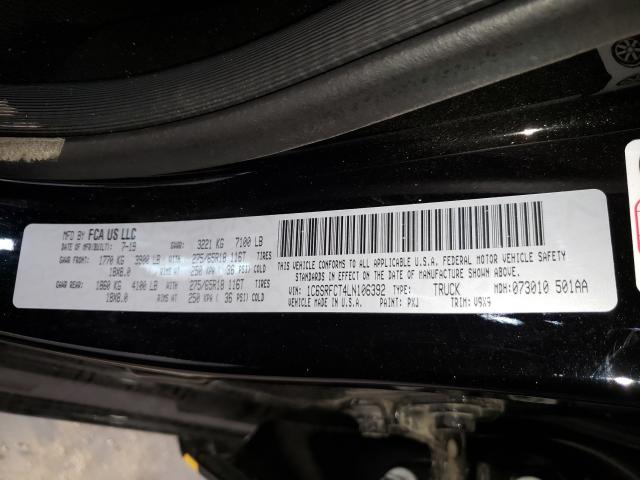 MFD BY FCA US LLC
DATE OF MFR(BUILT): 7-19 GVWR: 3221 KG 7100 LB
GAWR FRONT: 1770 KG 3900 LB WITH 275/65R18 116T TIRES
18X8.0 RIMS AT 250 KPA ( 36 PSI) COLD
GAWR REAR: 1860 KG 4100 LB WITH 275/65R18 116T TIRES
18X8.0 RIMS AT 250 KPA ( 36 PSI) COLD
THIS VEHICLE CONFORMS TO ALL APPLICABLE U.S.A. FEDERAL MOTOR VEHICLE SAFETY
STANDARDS IN EFFECT ON THE DATE OF MANUFACTURE SHOWN ABOVE.
VIN: 1C6SRFCT4LN106392 TYPE: TRUCK MDH: 073010 501AA
VEHICLE MADE IN U.S.A. PAINT: PXJ TRIM: V9X9